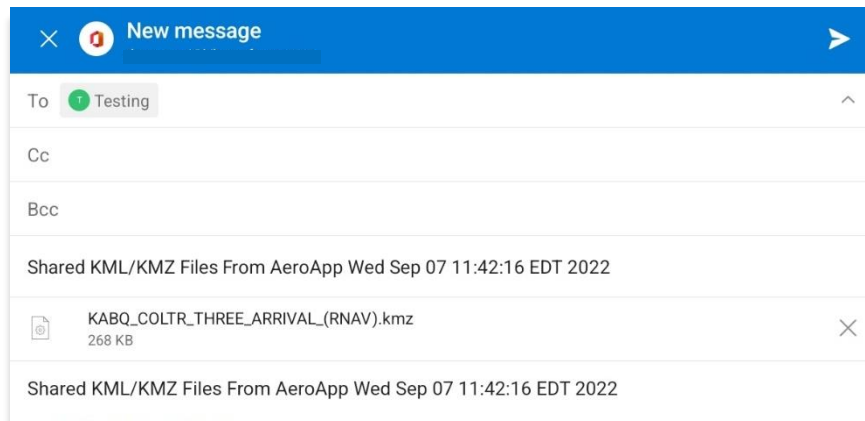 New message
To T Testing
Cc
Bcc
Shared KML/KMZ Files From AeroApp Wed Sep 07 11:42:16 EDT 2022
KABQ_COLTR_THREE_ARRIVAL_(RNAV).kmz
268 KB
Shared KML/KMZ Files From AeroApp Wed Sep 07 11:42:16 EDT 2022